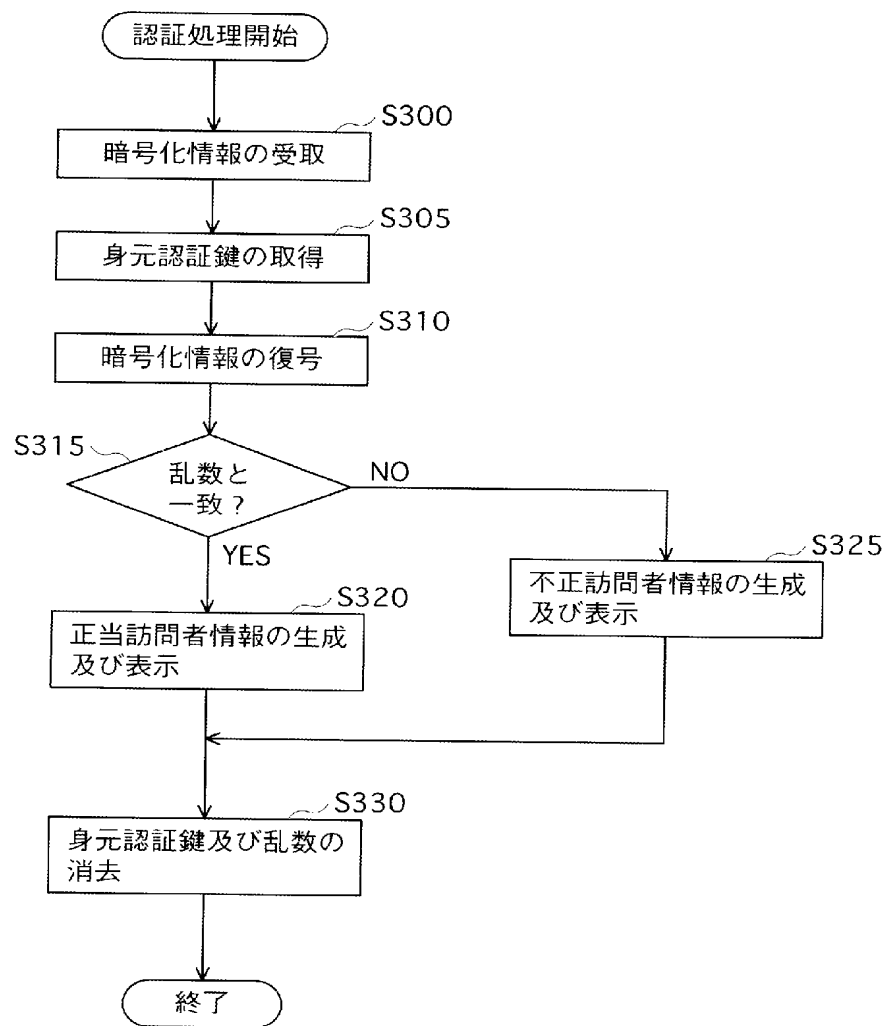 認証処理開始
S300
暗号化情報の受取
S305
身元認証鍵の取得
S310
暗号化情報の復号
S315
乱数と
一致？
NO
YES
S325
不正訪問者情報の生成
及び表示
S320
正当訪問者情報の生成
及び表示
S330
身元認証鍵及び乱数の
消去
終了